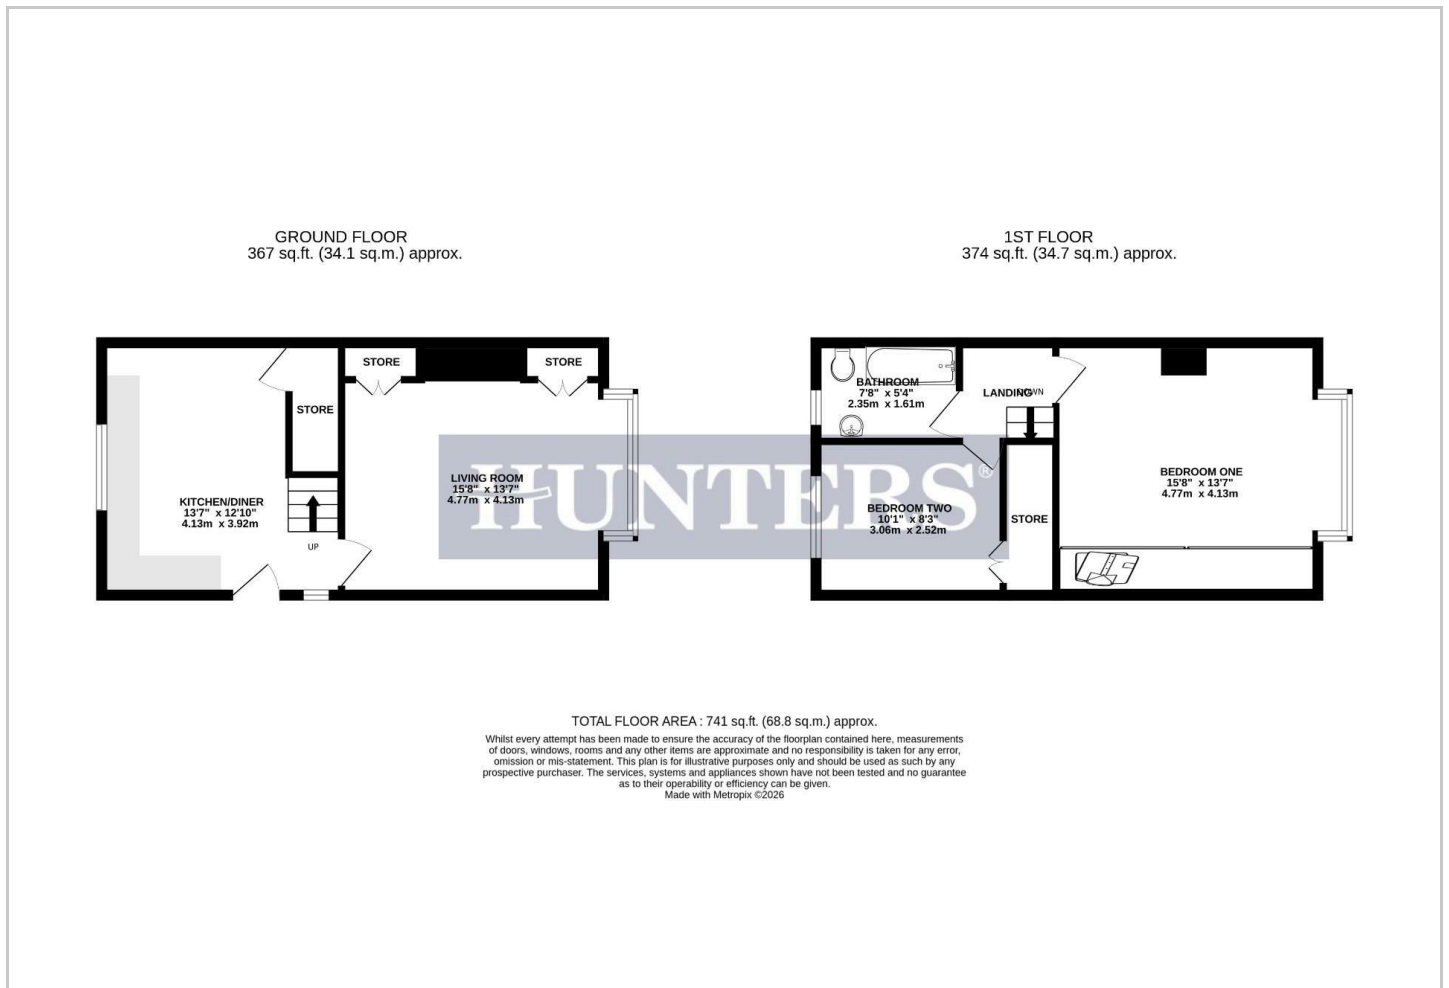 GROUND FLOOR
367 sq.ft. (34.1 sq.m.) approx.
1ST FLOOR
374 sq.ft. (34.7 sq.m.) approx.
STORE
STORE
STORE
KITCHEN/DINER
13'7" x 12'10"
4.13m x 3.92m
UP
LIVING ROOM
15'8" x 13'7"
4.77m x 4.13m
BATHROOM
7'8" x 5'4"
2.35m x 1.61m
LANDING
DOWN
BEDROOM ONE
15'8" x 13'7"
4.77m x 4.13m
BEDROOM TWO
10'1" x 8'3"
3.06m x 2.52m
STORE
HUNTERS®
TOTAL FLOOR AREA : 741 sq.ft. (68.8 sq.m.) approx.
Whilst every attempt has been made to ensure the accuracy of the floorplan contained here, measurements
of doors, windows, rooms and any other items are approximate and no responsibility is taken for any error,
omission or mis-statement. This plan is for illustrative purposes only and should be used as such by any
prospective purchaser. The services, systems and appliances shown have not been tested and no guarantee
as to their operability or efficiency can be given.
Made with Metropix ©2026